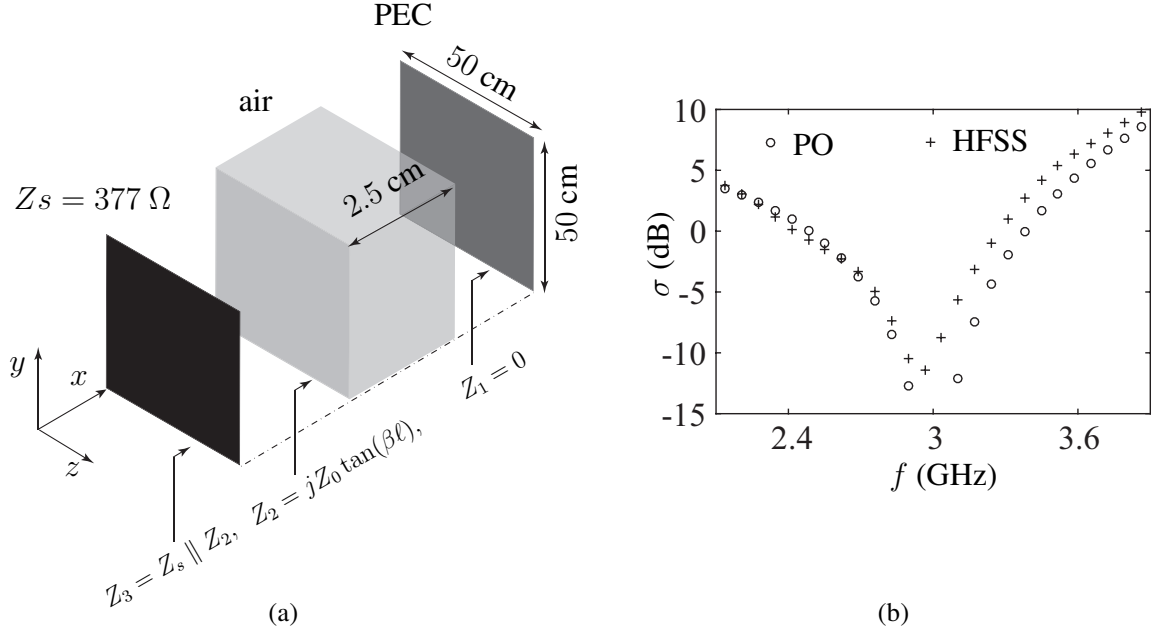 PEC
50 cm
air
2.5 cm
50 cm
Zs = 377 Ω
y
x
z
Z₁ = 0
Z₃ = Zₛ ∥ Z₂, Z₂ = jZ₀ tan(βℓ),
(a)
10
5
0
-5
-10
-15
σ (dB)
PO
HFSS
2.4
3
3.6
f (GHz)
(b)